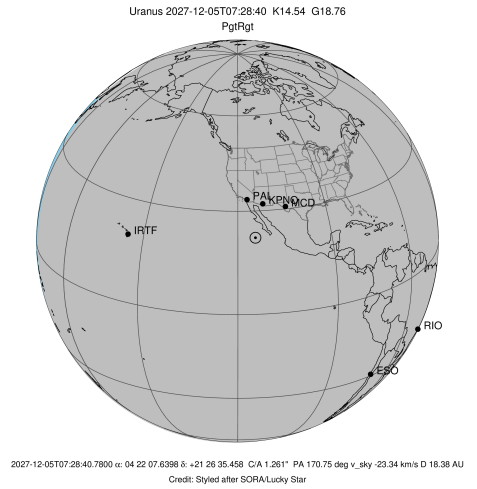 Uranus 2027-12-05T07:28:40 K14.54 G18.76
PgtRgt
PAL
KPNO
MCD
IRTF
RIO
ESO
2027-12-05T07:28:40.7800 α: 04 22 07.6398 δ: +21 26 35.458 C/A 1.261" PA 170.75 deg v_sky -23.34 km/s D 18.38 AU
Credit: Styled after SORA/Lucky Star